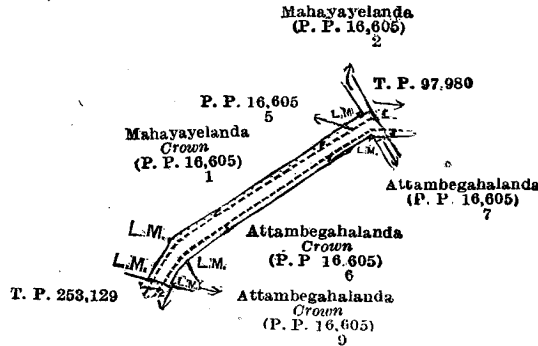 Mahayayelanda
(P. P. 16,605)
2
T. P. 97,980
P. P. 16,605
5
L.M.
Mahayayelanda
Crown
(P. P. 16,605)
1
L.M.
Attambegahalanda
(P. P. 16,605)
7
L.M.
Attambegahalanda
Crown
(P. P 16.605)
6
L.M.
L.M.
L.M.
T. P. 253,129
Attambegahalanda
Crown
(P. P. 16,605)
9